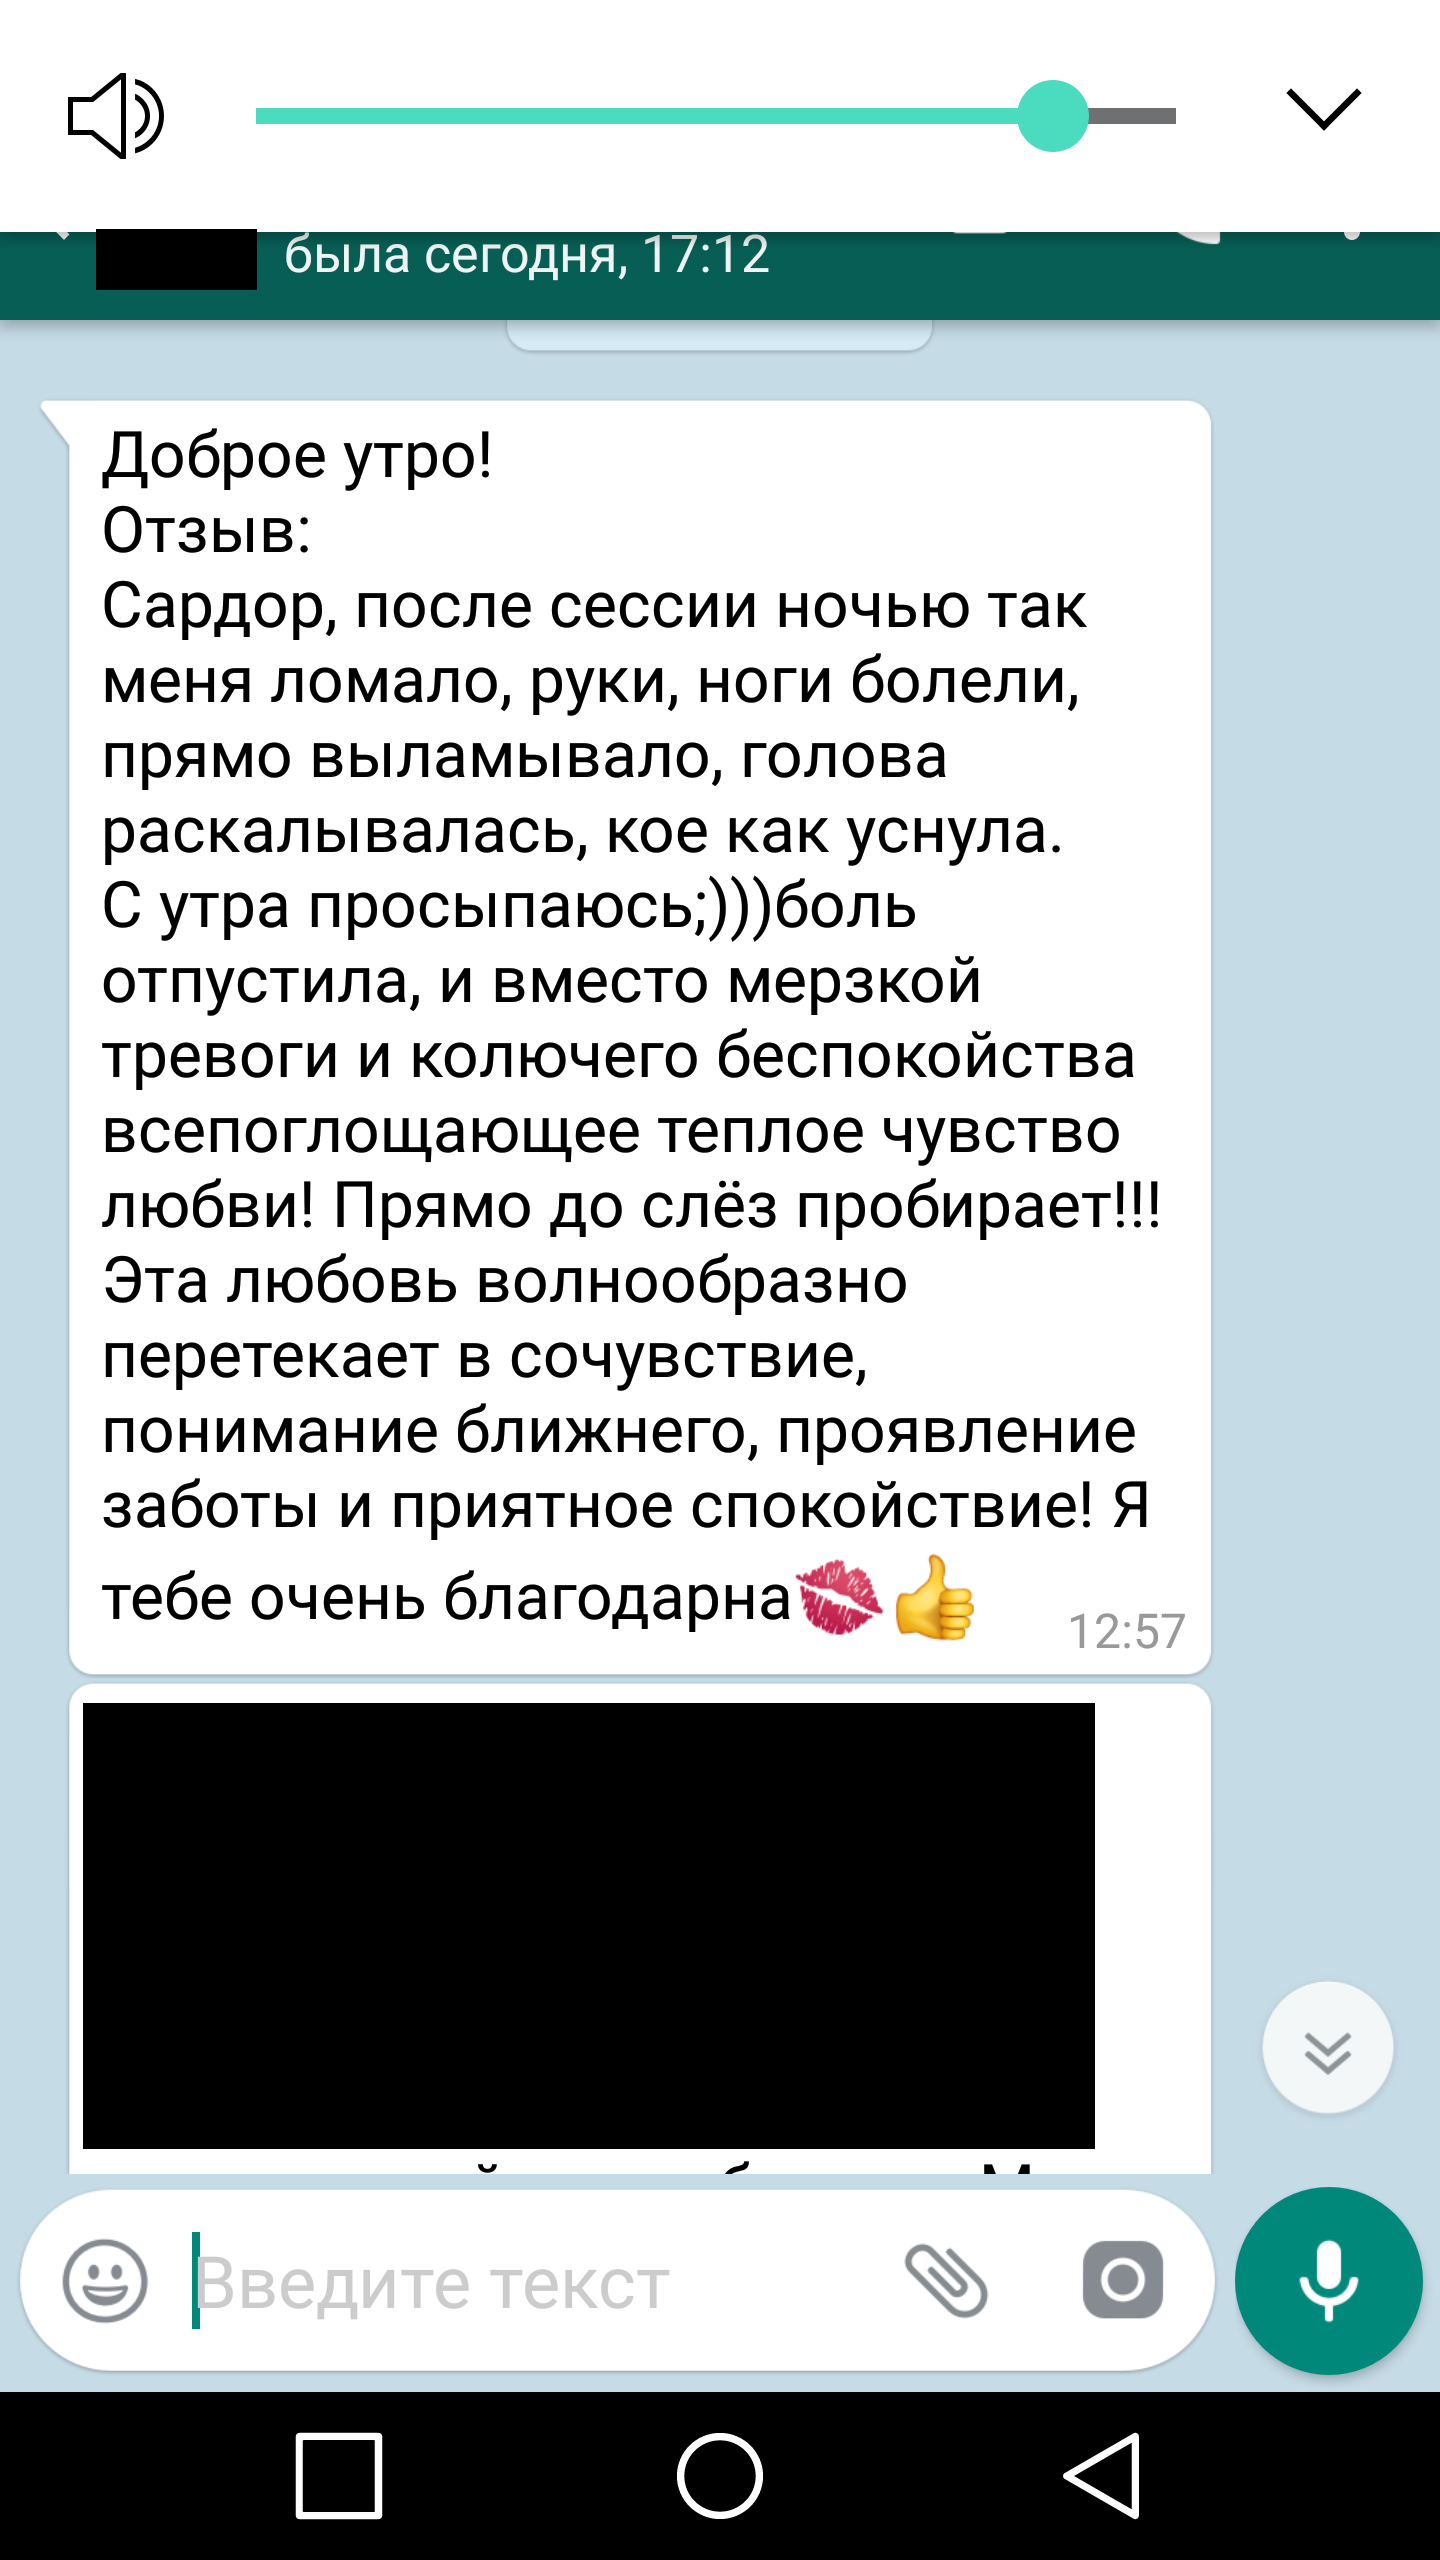 была сегодня, 17:12
Доброе утро!
Отзыв:
Сардор, после сессии ночью так
меня ломало, руки, ноги болели,
прямо выламывало, голова
раскалывалась, кое как уснула.
С утра просыпаюсь;)))боль
отпустила, и вместо мерзкой
тревоги и колючего беспокойства
всепоглощающее теплое чувство
любви! Прямо до слёз пробирает!!!
Эта любовь волнообразно
перетекает в сочувствие,
понимание ближнего, проявление
заботы и приятное спокойствие! Я
тебе очень благодарна💋👍
12:57
Введите текст